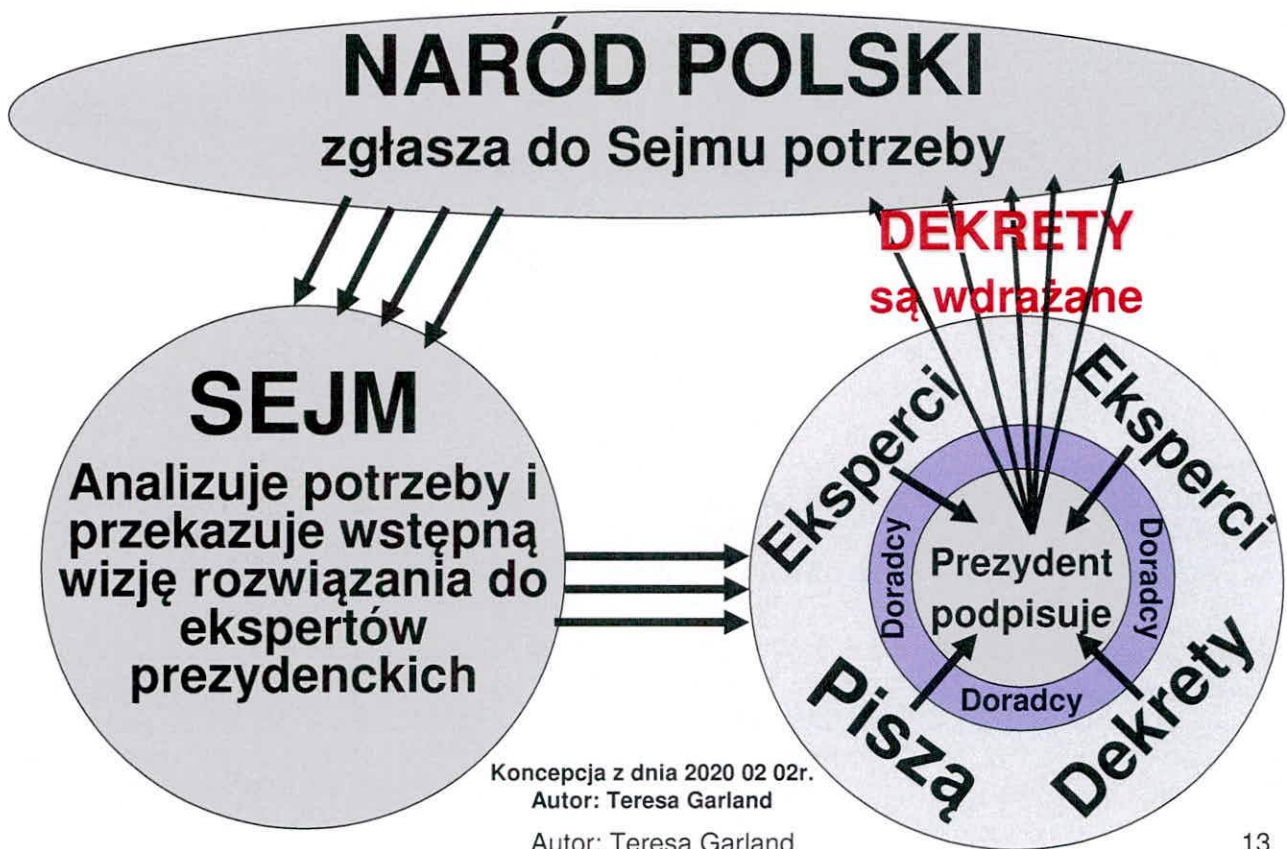 NARÓD POLSKI
zgłasza do Sejmu potrzeby
DEKRETY
są wdrażane
SEJM
Analizuje potrzeby i
przekazuje wstępną
wizję rozwiązania do
ekspertów
prezydenckich
Eksperci
Eksperci
Doradcy
Doradcy
Prezydent
podpisuje
Doradcy
Piszą
Dekrety
Koncepcja z dnia 2020 02 02r.
Autor: Teresa Garland
Autor: Teresa Garland
13